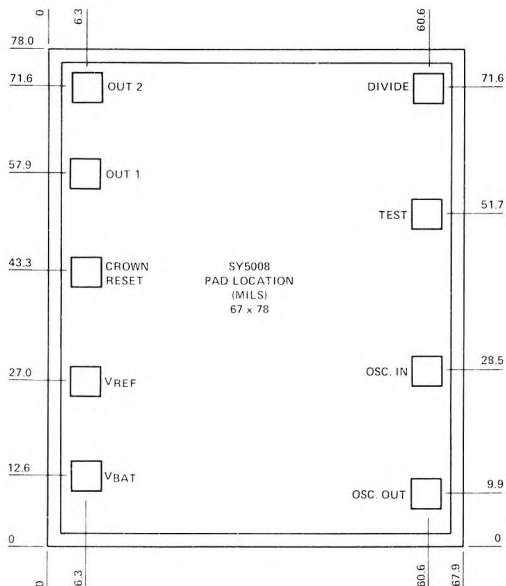 0
6.3
60.6
78.0
71.6
OUT 2
DIVIDE
71.6
57.9
OUT 1
TEST
51.7
43.3
CROWN
RESET
SY5008
PAD LOCATION
(MILS)
67 x 78
27.0
VREF
OSC. IN
28.5
12.6
VBAT
OSC. OUT
9.9
0
0
0
6.3
60.6
67.9